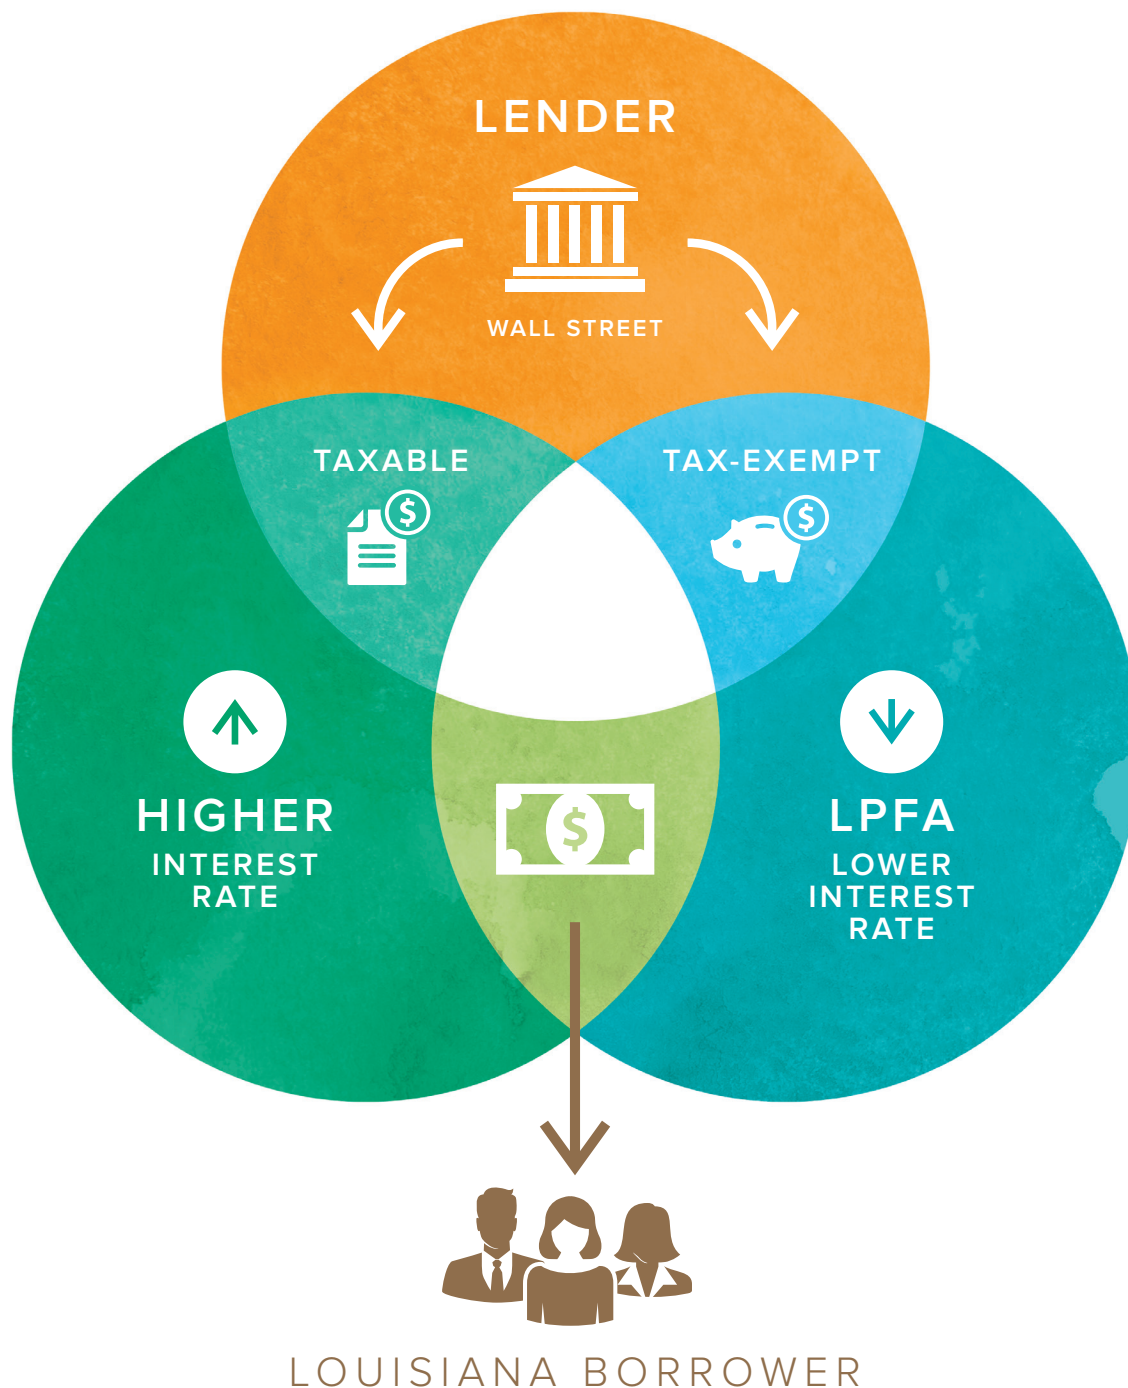 LENDER
WALL STREET
TAXABLE
TAX-EXEMPT
$
$
HIGHER
INTEREST
RATE
$
LPFA
LOWER
INTEREST
RATE
LOUISIANA BORROWER